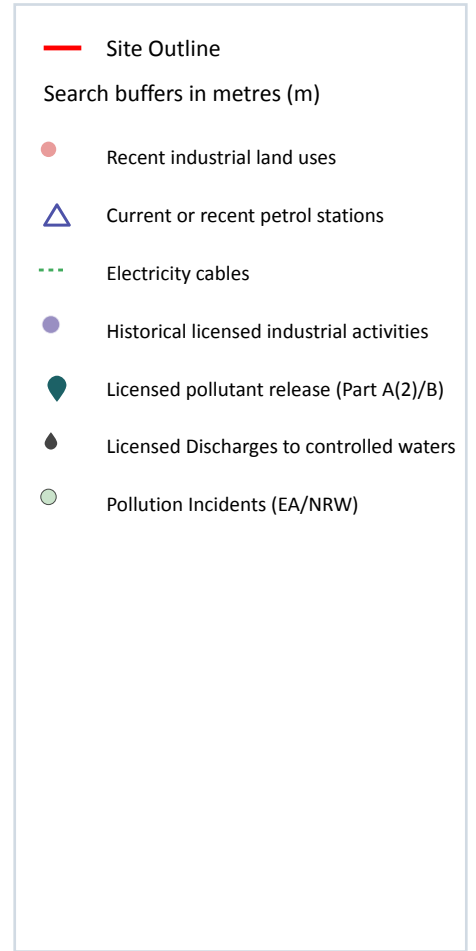 Site Outline
Search buffers in metres (m)
Recent industrial land uses
Current or recent petrol stations
Electricity cables
Historical licensed industrial activities
Licensed pollutant release (Part A(2)/B)
Licensed Discharges to controlled waters
Pollution Incidents (EA/NRW)